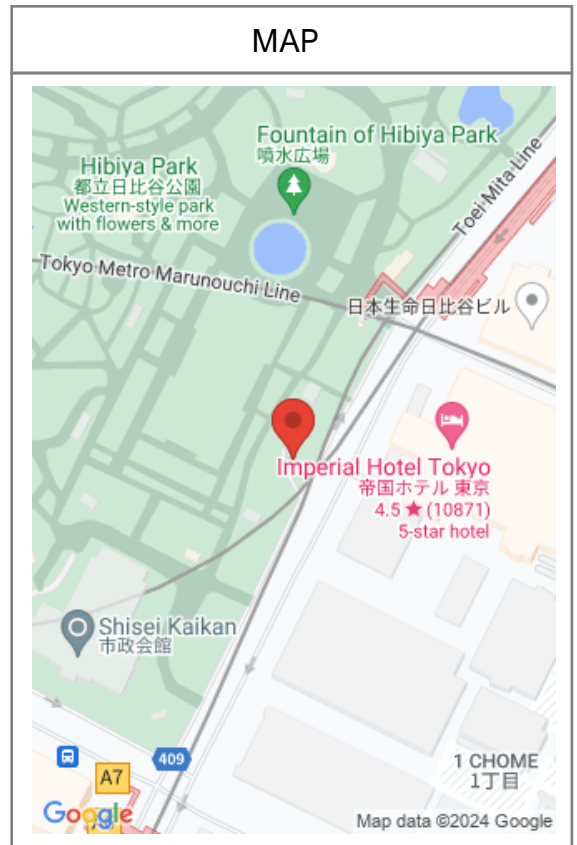 MAP
Fountain of Hibiya Park
噴水広場
Hibiya Park
都立日比谷公園
Western-style park
with flowers & more
Toei Mita Line
Tokyo Metro Marunouchi Line
日本生命日比谷ビル
Imperial Hotel Tokyo
帝国ホテル 東京
4.5 ★ (10871)
5-star hotel
Shisei Kaikan
市政会館
409
1 CHOME
1丁目
A7
Google
Map data ©2024 Google